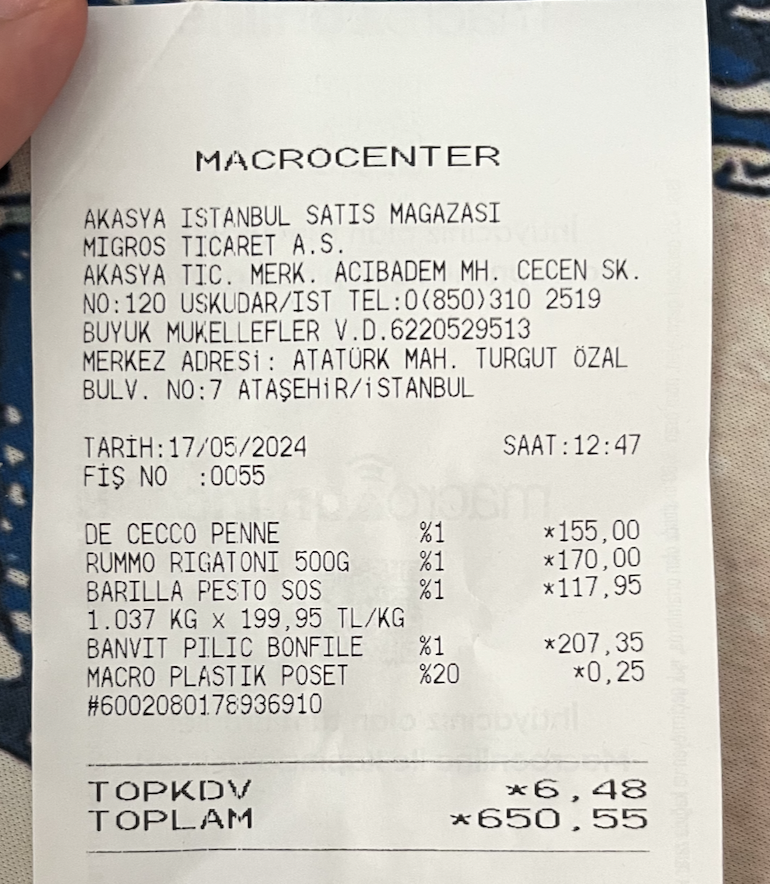 MACROCENTER
AKASYA ISTANBUL SATIS MAGAZASI
MIGROS TICARET A.S.
AKASYA TIC. MERK. ACIBADEM MH. CECEN SK.
NO:120 USKUDAR/IST TEL:0(850)310 2519
BUYUK MUKELLEFLER V.D.6220529513
MERKEZ ADRESİ: ATATÜRK MAH. TURGUT ÖZAL
BULV. NO:7 ATAŞEHİR/İSTANBUL
TARİH:17/05/2024 SAAT:12:47
FİŞ NO :0055
DE CECCO PENNE %1 *155,00
RUMMO RIGATONI 500G %1 *170,00
BARILLA PESTO SOS %1 *117,95
1.037 KG x 199,95 TL/KG
BANVIT PILIC BONFILE %1 *207,35
MACRO PLASTIK POSET %20 *0,25
#6002080178936910
TOPKDV *6,48
TOPLAM *650,55